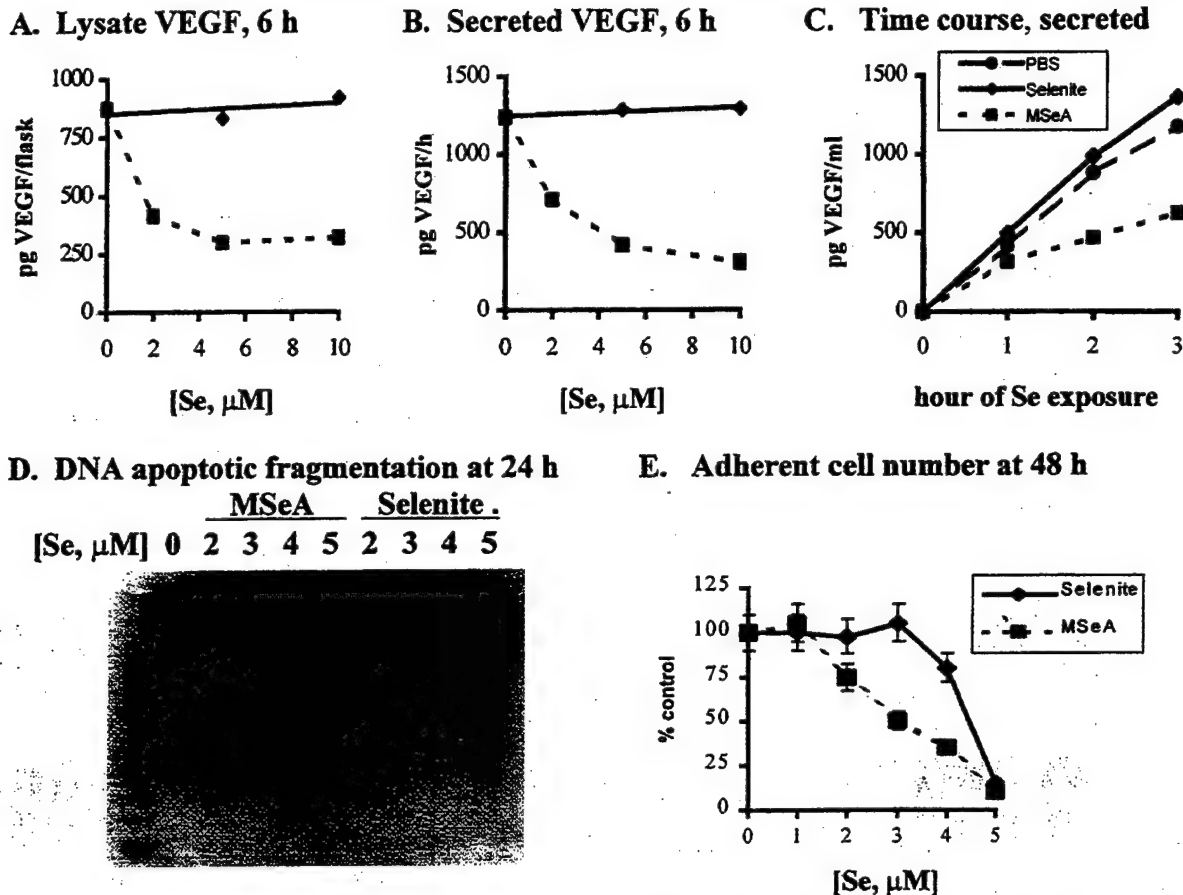 A. Lysate VEGF, 6 h
1000
750
500
250
0
pg VEGF/flask
0 2 4 6 8 10
[Se, μM]
B. Secreted VEGF, 6 h
1500
1000
500
0
pg VEGF/h
0 2 4 6 8 10
[Se, μM]
C. Time course, secreted
1500
1000
500
0
pg VEGF/ml
PBS
Selenite
MSeA
0 1 2 3
hour of Se exposure
D. DNA apoptotic fragmentation at 24 h
MSeA Selenite .
[Se, μM] 0 2 3 4 5 2 3 4 5
E. Adherent cell number at 48 h
125
100
75
50
25
0
% control
Selenite
MSeA
0 1 2 3 4 5
[Se, μM]